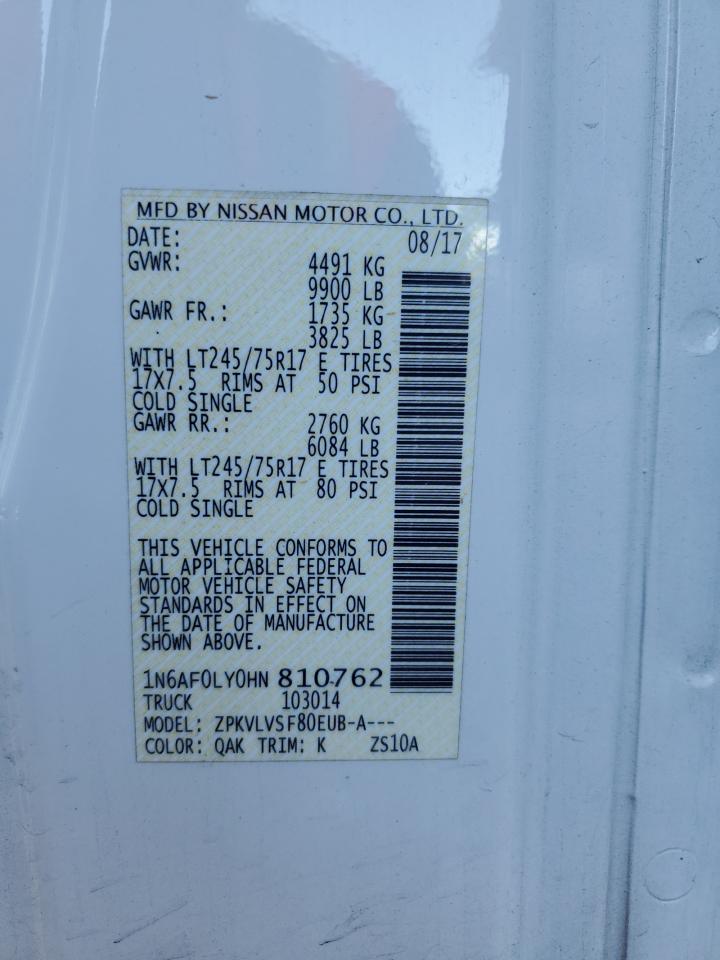 MFD BY NISSAN MOTOR CO., LTD.
DATE: 08/17
GVWR: 4491 KG
9900 LB
GAWR FR.: 1735 KG
3825 LB
WITH LT245/75R17 E TIRES
17X7.5 RIMS AT 50 PSI
COLD SINGLE
GAWR RR.: 2760 KG
6084 LB
WITH LT245/75R17 E TIRES
17X7.5 RIMS AT 80 PSI
COLD SINGLE
THIS VEHICLE CONFORMS TO
ALL APPLICABLE FEDERAL
MOTOR VEHICLE SAFETY
STANDARDS IN EFFECT ON
THE DATE OF MANUFACTURE
SHOWN ABOVE.
1N6AF0LY0HN 810762
TRUCK 103014
MODEL: ZPKVLVSF80EUB-A---
COLOR: QAK TRIM: K ZS10A